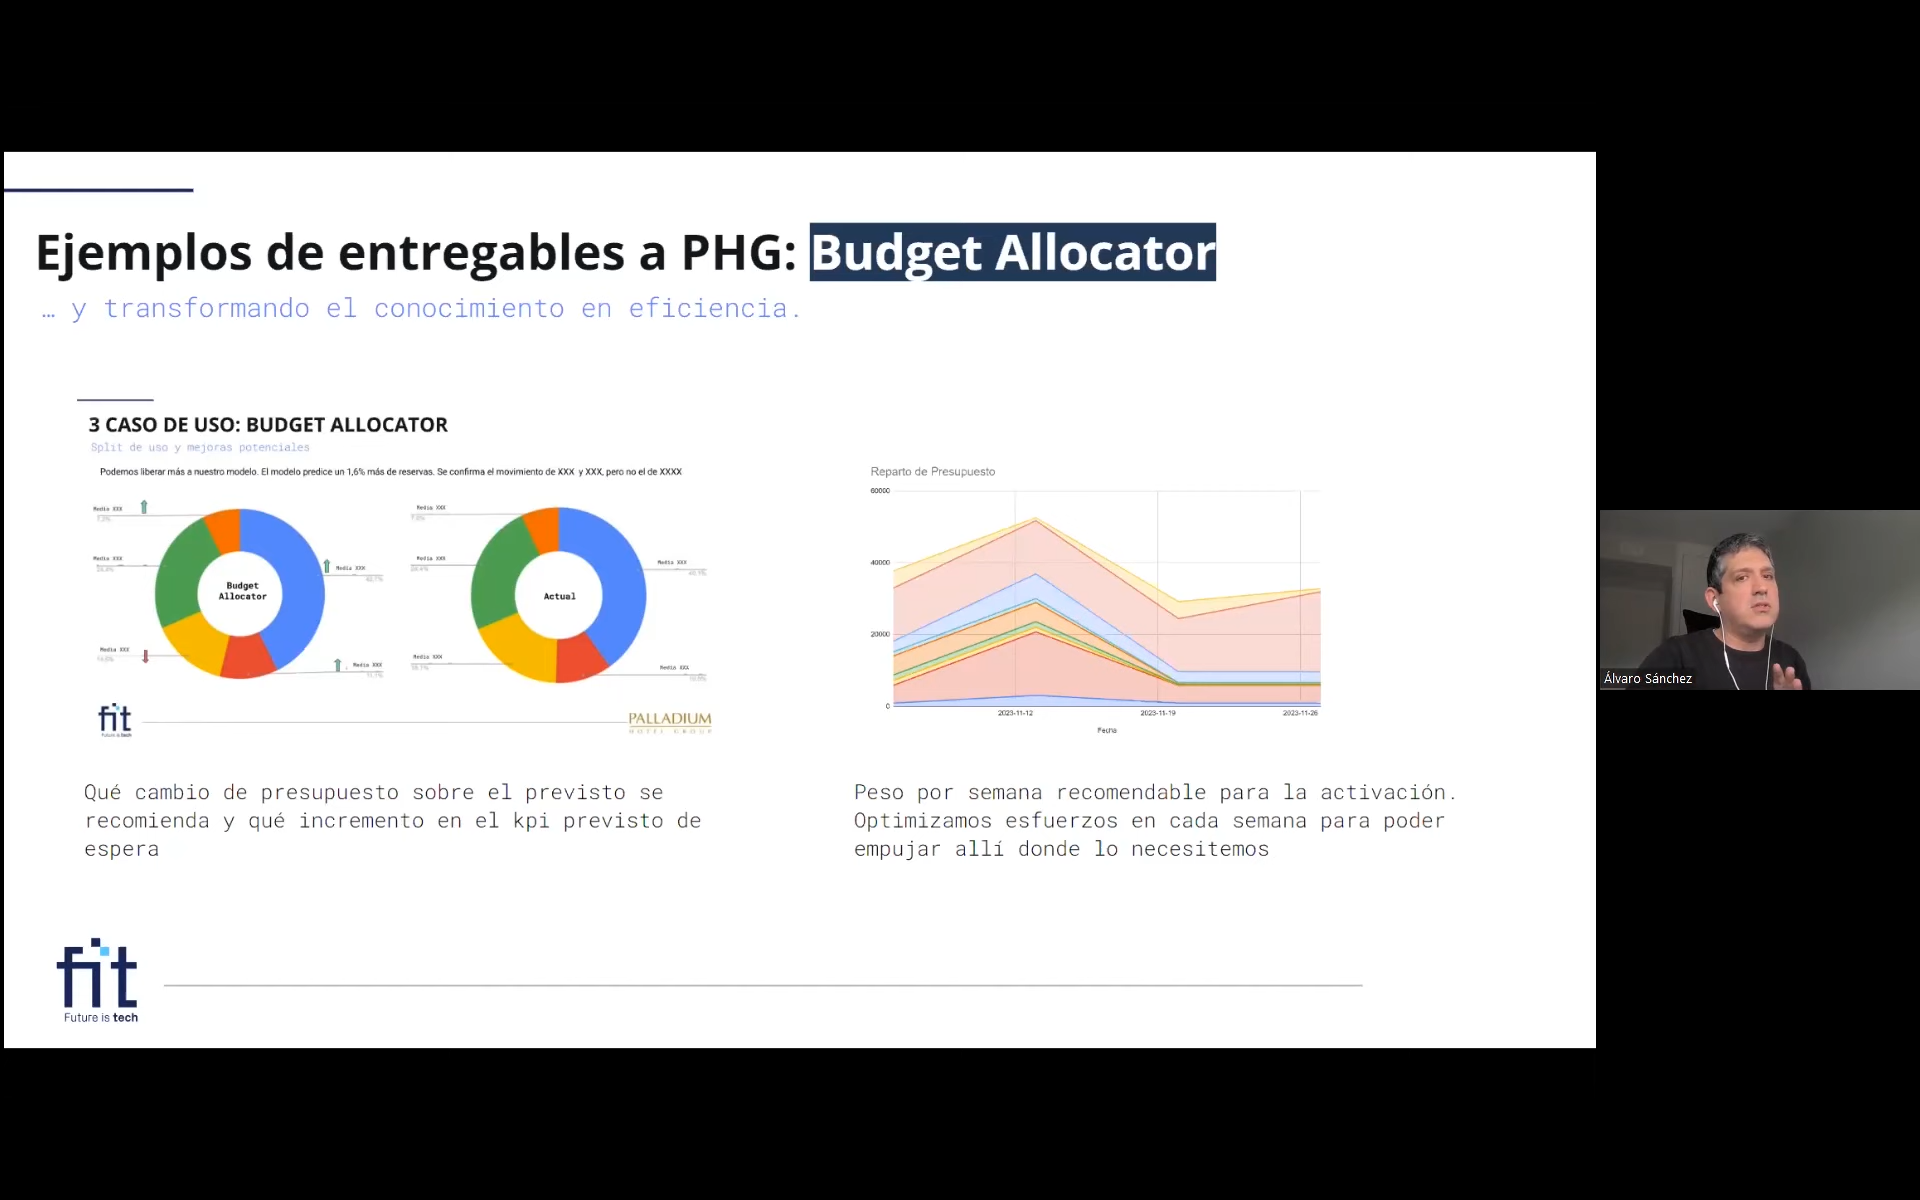 Ejemplos de entregables a PHG: Budget Allocator
… y transformando el conocimiento en eficiencia.
3 CASO DE USO: BUDGET ALLOCATOR
Split de uso y mejoras potenciales
Podemos liberar más a nuestro modelo. El modelo predice un 1,6% más de reservas. Se confirma el movimiento de XXX y XXX, pero no el de XXXX
Media XXX
Media XXX
Media XXX
Media XXX
Media XXX
Budget
Allocator
Media XXX
Media XXX
Media XXX
Media XXX
Media XXX
Actual
fit
Future is tech
PALLADIUM
HOTEL GROUP
Reparto de Presupuesto
60000
40000
20000
0
2023-11-12
2023-11-19
2023-11-26
Fecha
Qué cambio de presupuesto sobre el previsto se
recomienda y qué incremento en el kpi previsto de
espera
Peso por semana recomendable para la activación.
Optimizamos esfuerzos en cada semana para poder
empujar allí donde lo necesitemos
fit
Future is tech
Álvaro Sánchez